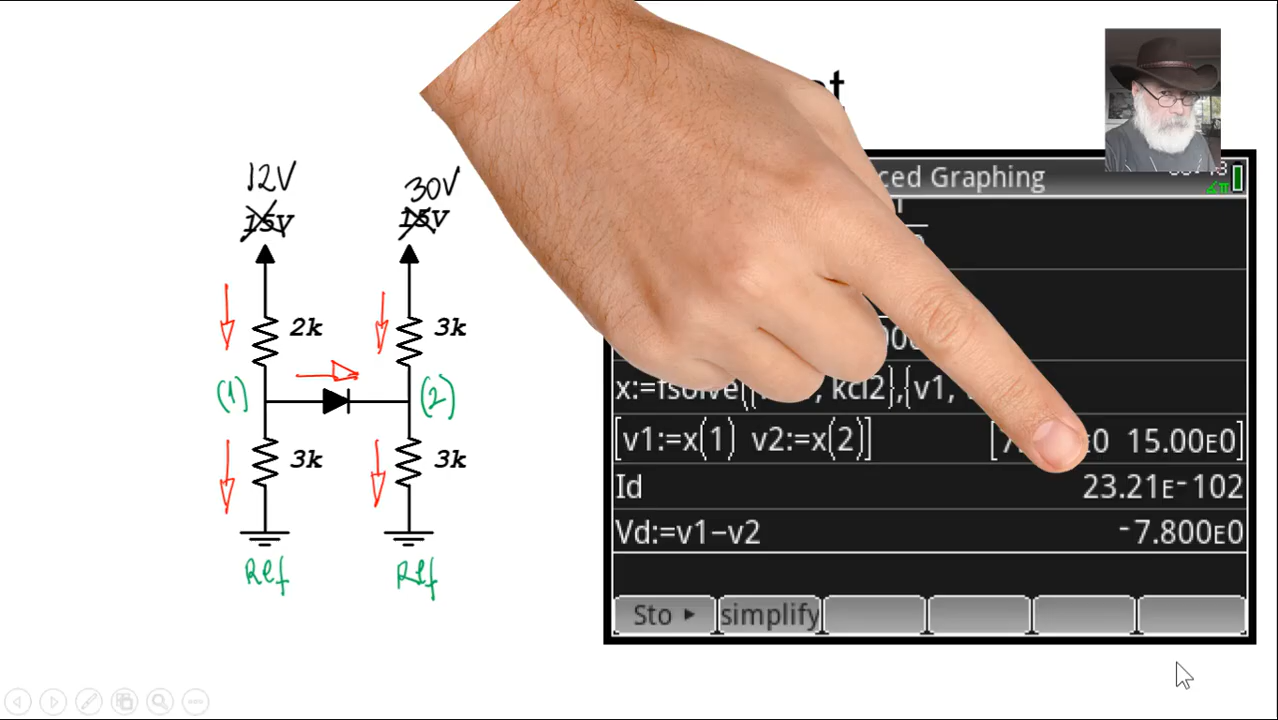 12V
15V
30V
15V
2k
3k
(1)
(2)
3k
3k
Ref
Ref
ced Graphing
x:=fsolve({ , kcl2},{v1,
[v1:=x(1) v2:=x(2)]
E0 15.00E0]
Id
23.21E-102
Vd:=v1-v2
-7.800E0
Sto ▸
simplify